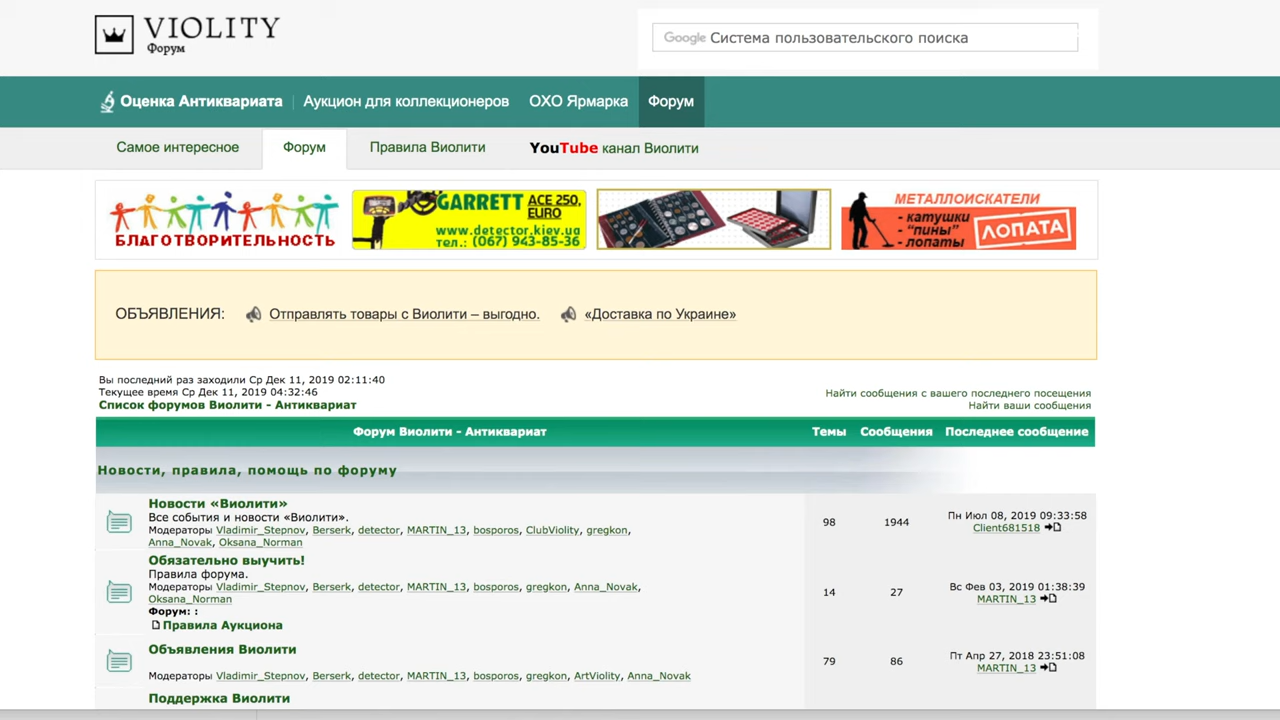 VIOLITY
Форум
Google Система пользовательского поиска
Оценка Антиквариата
Аукцион для коллекционеров
ОХО Ярмарка
Форум
Самое интересное
Форум
Правила Виолити
YouTube канал Виолити
БЛАГОТВОРИТЕЛЬНОСТЬ
GARRETT ACE 250, EURO
www.detector.kiev.ua
тел.: (067) 943-85-36
МЕТАЛЛОИСКАТЕЛИ
- катушки
- "пины"
- лопаты
ЛОПАТА
ОБЪЯВЛЕНИЯ:
Отправлять товары с Виолити – выгодно.
«Доставка по Украине»
Вы последний раз заходили Ср Дек 11, 2019 02:11:40
Текущее время Ср Дек 11, 2019 04:32:46
Список форумов Виолити - Антиквариат
Найти сообщения с вашего последнего посещения
Найти ваши сообщения
Форум Виолити - Антиквариат Темы Сообщения Последнее сообщение
Новости, правила, помощь по форуму
Новости «Виолити»
Все события и новости «Виолити».
Модераторы Vladimir_Stepnov, Berserk, detector, MARTIN_13, bosporos, ClubViolity, gregkon,
Anna_Novak, Oksana_Norman
98
1944
Пн Июл 08, 2019 09:33:58
Client681518
Обязательно выучить!
Правила форума.
Модераторы Vladimir_Stepnov, Berserk, detector, MARTIN_13, bosporos, gregkon, Anna_Novak,
Oksana_Norman
Форум: :
Правила Аукциона
14
27
Вс Фев 03, 2019 01:38:39
MARTIN_13
Объявления Виолити
Модераторы Vladimir_Stepnov, Berserk, detector, MARTIN_13, bosporos, gregkon, ArtViolity, Anna_Novak
79
86
Пт Апр 27, 2018 23:51:08
MARTIN_13
Поддержка Виолити